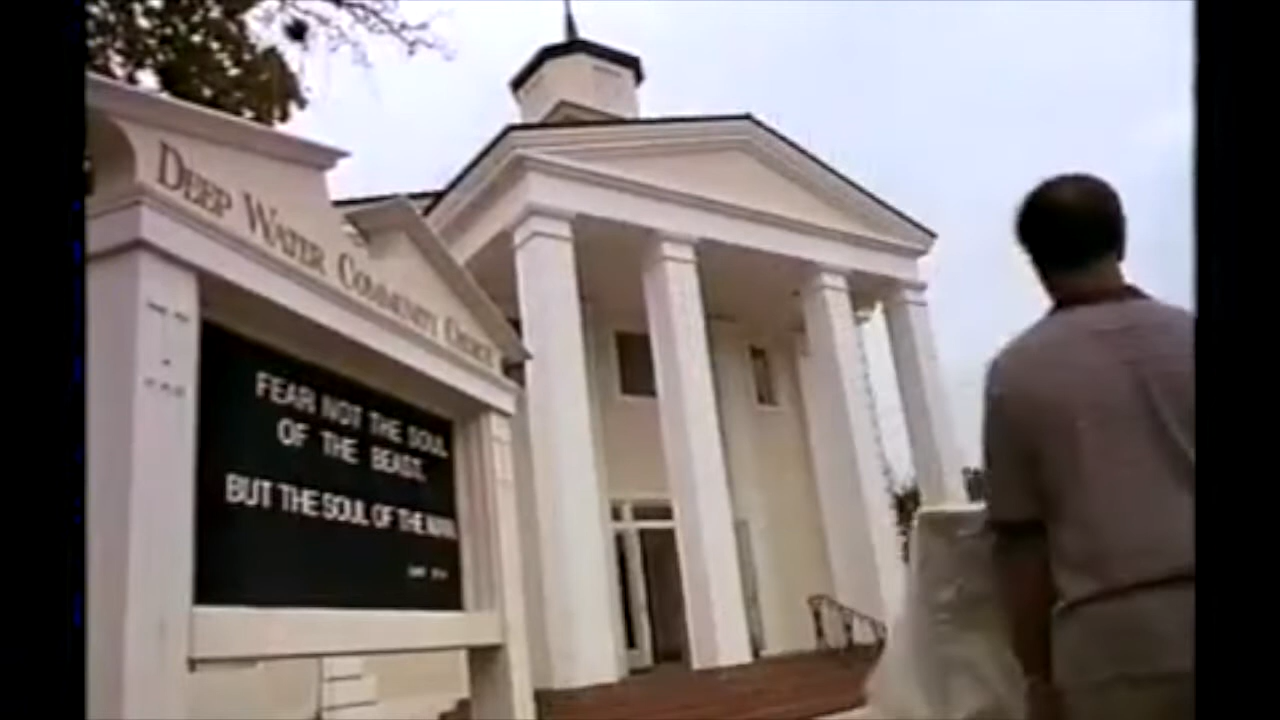 DEEP WATER COMMUNITY CHURCH
FEAR NOT THE SOUL
OF THE BEAST,
BUT THE SOUL OF THE MAN